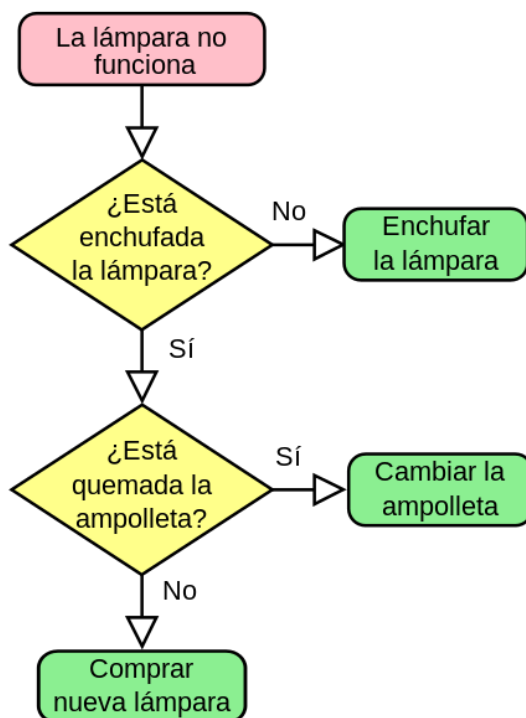 La lámpara no
funciona
¿Está
enchufada
la lámpara?
No
Enchufar
la lámpara
Sí
¿Está
quemada la
ampolleta?
Sí
Cambiar la
ampolleta
No
Comprar
nueva lámpara